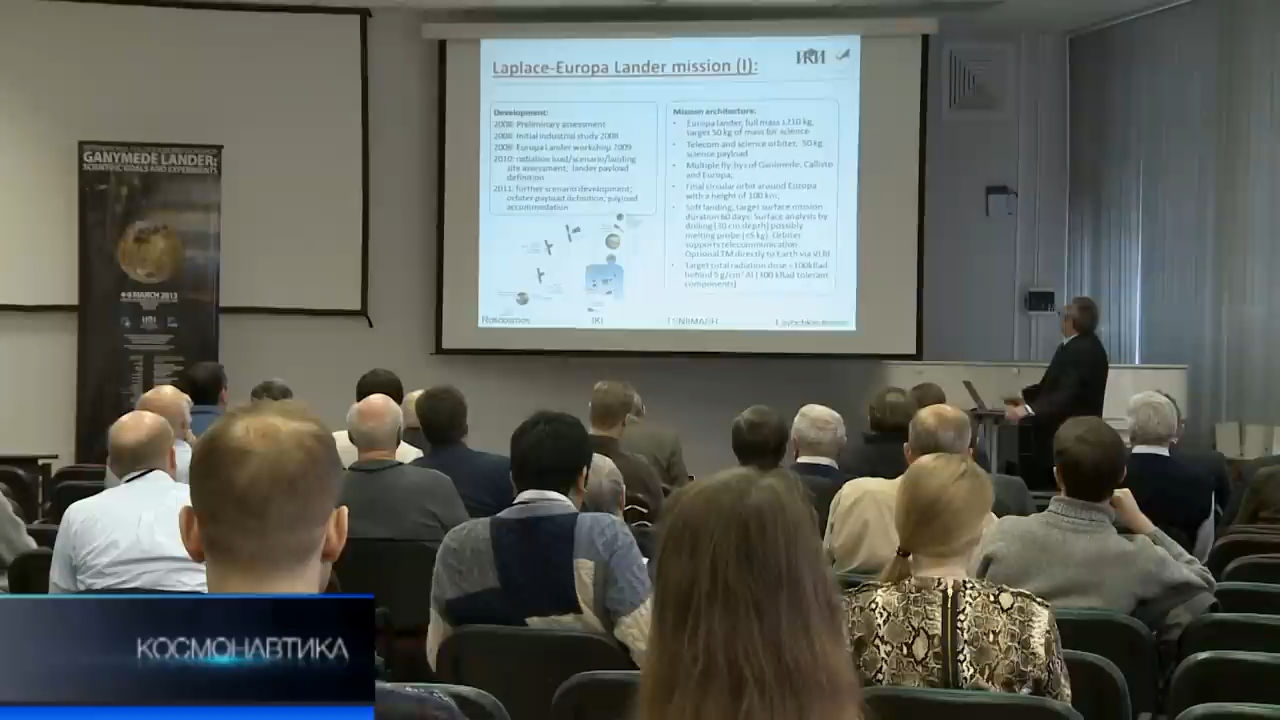 Laplace-Europa Lander mission (I):
ИКИ
Development:
2008: Preliminary assessment
2008: Initial industrial study 2008
2009: Europa Lander workshop 2009
2010: radiation load/scenario/landing
site assessment; lander payload
definition
2011: further scenario development;
orbiter payload definition; payload
accommodation
Mission architecture:
Europa lander, full mass 1210 kg,
target 50 kg of mass for science
Telecom and science orbiter, 50 kg
science payload
Multiple fly-bys of Ganimede, Callisto
and Europa,
Final circular orbit around Europa
with a height of 100 km;
Soft landing, target surface mission
duration 60 days. Surface analysis by
drilling (30 cm depth) possibly
melting probe (<5 kg). Orbiter
supports telecommunication.
Optional TM directly to Earth via VLBI
Target total radiation dose
behind 5 g/cm² Al (300 kRad tolerant
components)
Roscosmos
IKI
TSNIIMASH
GANYMEDE LANDER:
SCIENTIFIC GOALS AND EXPERIMENTS
4-8 MARCH 2013
КОСМОНАВТИКА